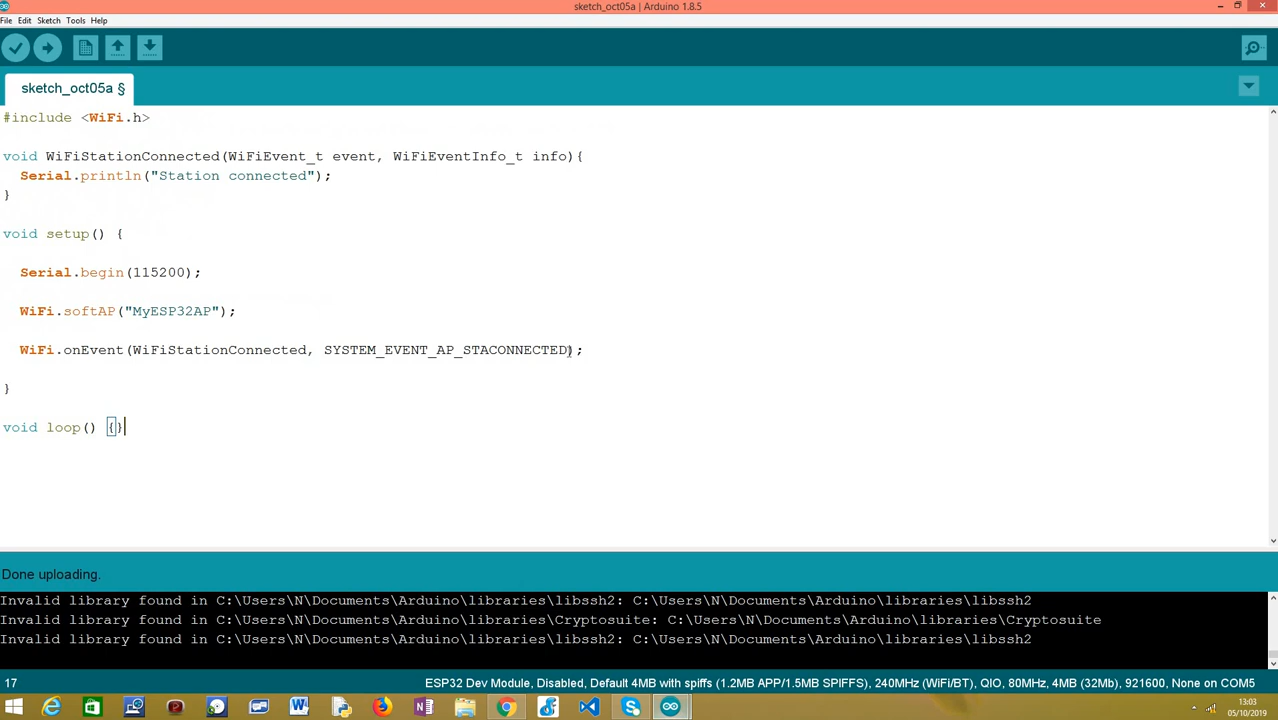 sketch_oct05a | Arduino 1.8.5
File Edit Sketch Tools Help
sketch_oct05a §
#include <WiFi.h>
void WiFiStationConnected(WiFiEvent_t event, WiFiEventInfo_t info){
Serial.println("Station connected");
}
void setup() {
Serial.begin(115200);
WiFi.softAP("MyESP32AP");
WiFi.onEvent(WiFiStationConnected, SYSTEM_EVENT_AP_STACONNECTED);
}
void loop() {}
Done uploading.
Invalid library found in C:\Users\N\Documents\Arduino\libraries\libssh2: C:\Users\N\Documents\Arduino\libraries\libssh2
Invalid library found in C:\Users\N\Documents\Arduino\libraries\Cryptosuite: C:\Users\N\Documents\Arduino\libraries\Cryptosuite
Invalid library found in C:\Users\N\Documents\Arduino\libraries\libssh2: C:\Users\N\Documents\Arduino\libraries\libssh2
17 ESP32 Dev Module, Disabled, Default 4MB with spiffs (1.2MB APP/1.5MB SPIFFS), 240MHz (WiFi/BT), QIO, 80MHz, 4MB (32Mb), 921600, None on COM5
13:03
05/10/2019